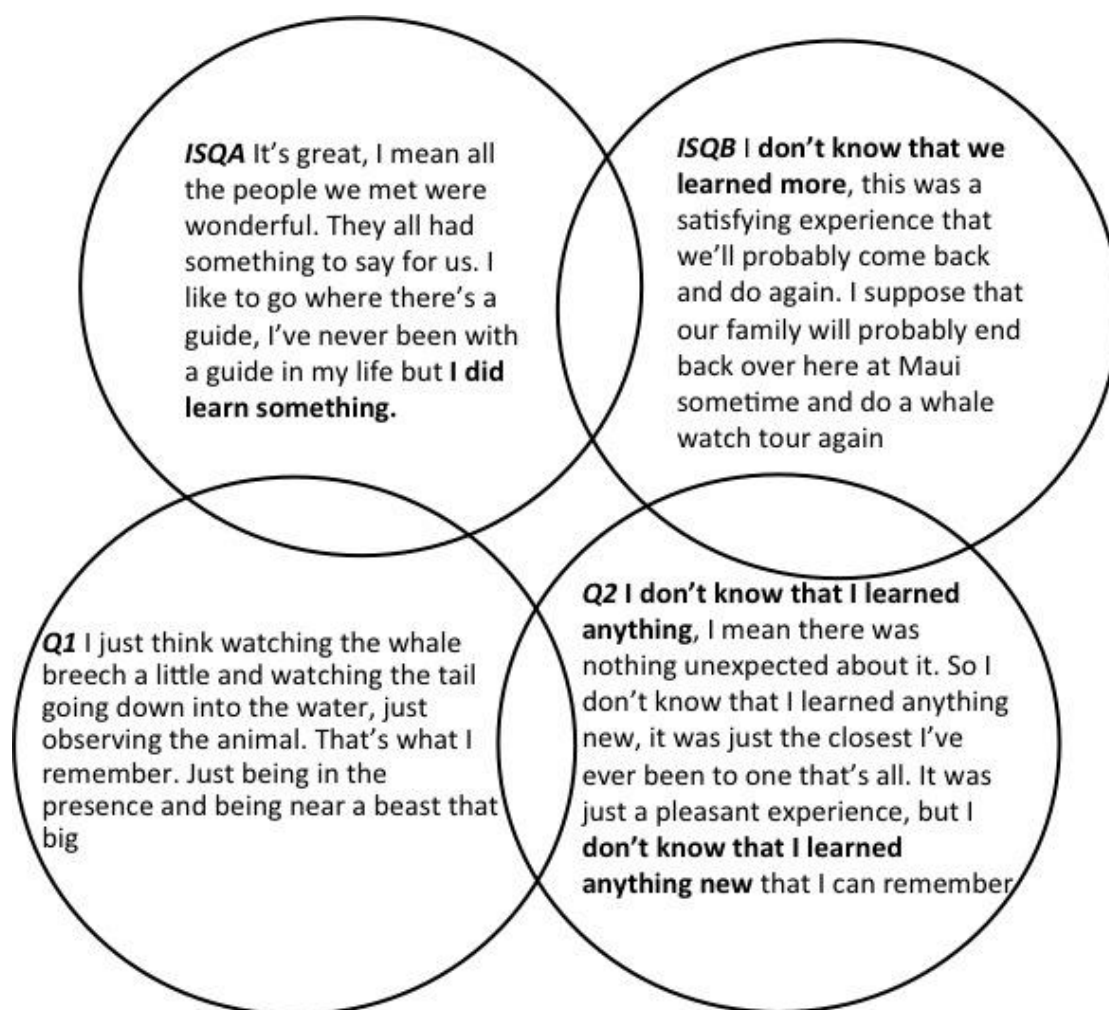 ISQA It’s great, I mean all
the people we met were
wonderful. They all had
something to say for us. I
like to go where there’s a
guide, I’ve never been with
a guide in my life but I did
learn something.
ISQB I don’t know that we
learned more, this was a
satisfying experience that
we’ll probably come back
and do again. I suppose that
our family will probably end
back over here at Maui
sometime and do a whale
watch tour again
Q1 I just think watching the whale
breech a little and watching the tail
going down into the water, just
observing the animal. That’s what I
remember. Just being in the
presence and being near a beast that
big
Q2 I don’t know that I learned
anything, I mean there was
nothing unexpected about it. So I
don’t know that I learned anything
new, it was just the closest I’ve
ever been to one that’s all. It was
just a pleasant experience, but I
don’t know that I learned
anything new that I can remember